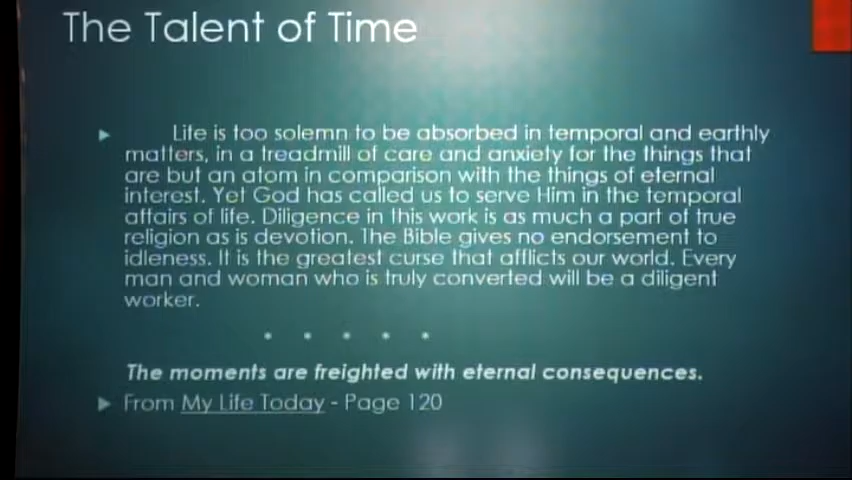 The Talent of Time
Life is too solemn to be absorbed in temporal and earthly
matters, in a treadmill of care and anxiety for the things that
are but an atom in comparison with the things of eternal
interest. Yet God has called us to serve Him in the temporal
affairs of life. Diligence in this work is as much a part of true
religion as is devotion. The Bible gives no endorsement to
idleness. It is the greatest curse that afflicts our world. Every
man and woman who is truly converted will be a diligent
worker.
* * * * *
The moments are freighted with eternal consequences.
From My Life Today - Page 120